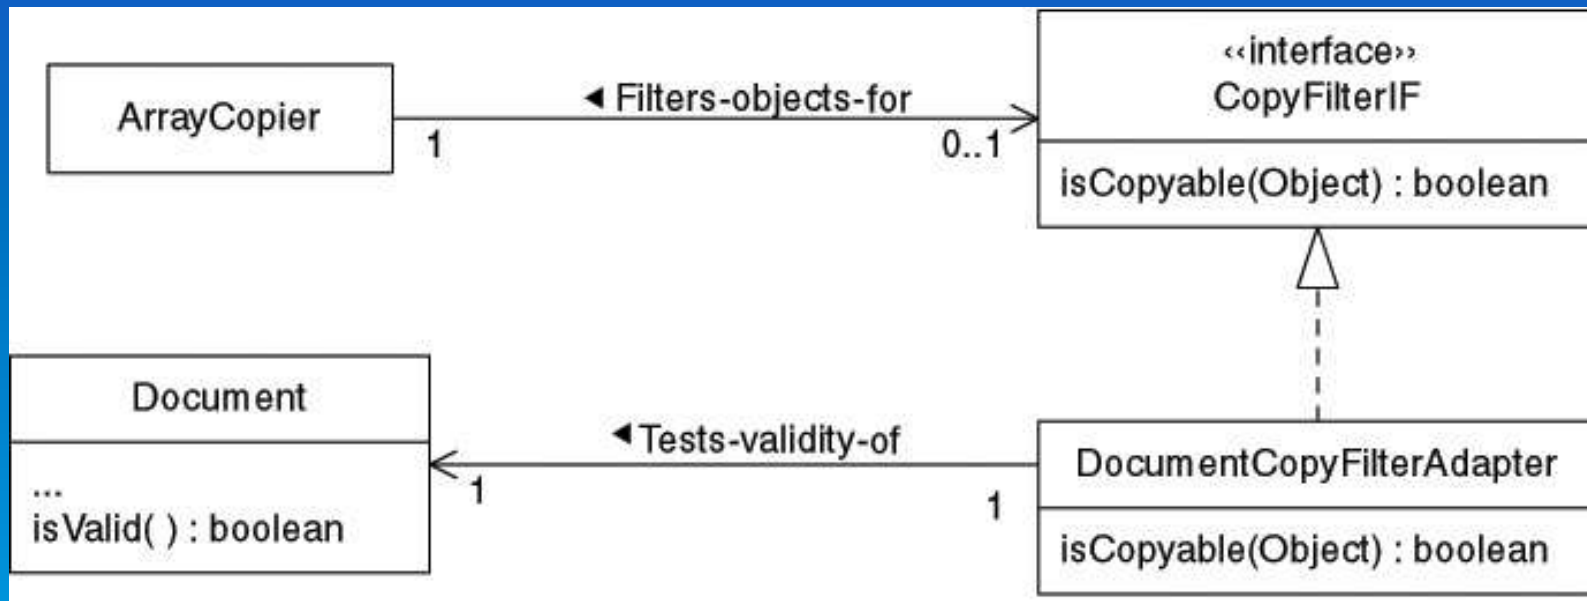 ArrayCopier
◄ Filters-objects-for
1
0..1
‹‹interface››
CopyFilterIF
isCopyable(Object) : boolean
Document
...
isValid( ) : boolean
◄ Tests-validity-of
1
1
DocumentCopyFilterAdapter
isCopyable(Object) : boolean